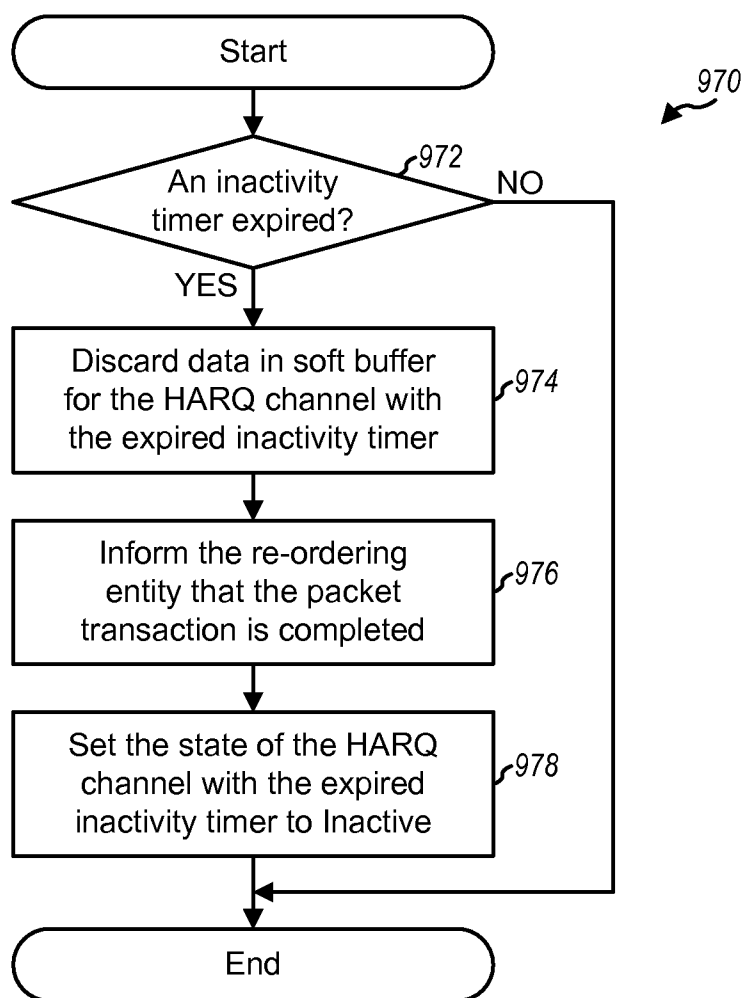 Start
970
972
An inactivity
timer expired?
NO
YES
Discard data in soft buffer
for the HARQ channel with
the expired inactivity timer
974
Inform the re-ordering
entity that the packet
transaction is completed
976
Set the state of the HARQ
channel with the expired
inactivity timer to Inactive
978
End